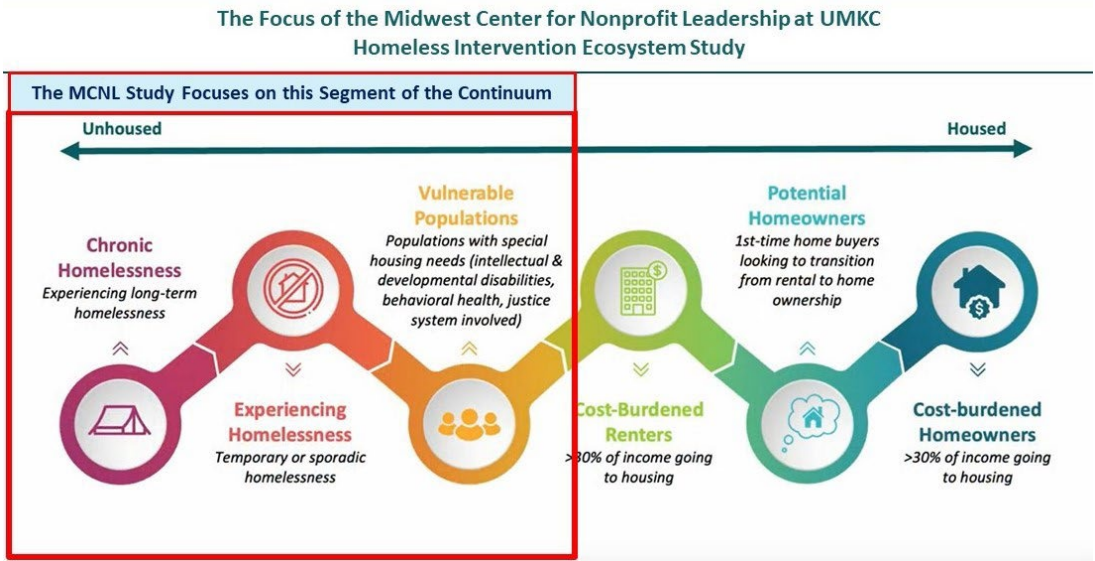 The Focus of the Midwest Center for Nonprofit Leadership at UMKC
Homeless Intervention Ecosystem Study
The MCNL Study Focuses on this Segment of the Continuum
Unhoused
Housed
Chronic
Homelessness
Experiencing long-term
homelessness
Experiencing
Homelessness
Temporary or sporadic
homelessness
Vulnerable
Populations
Populations with special
housing needs (intellectual &
developmental disabilities,
behavioral health, justice
system involved)
$
Cost-Burdened
Renters
>30% of income going
to housing
Potential
Homeowners
1st-time home buyers
looking to transition
from rental to home
ownership
$
Cost-burdened
Homeowners
>30% of income going
to housing